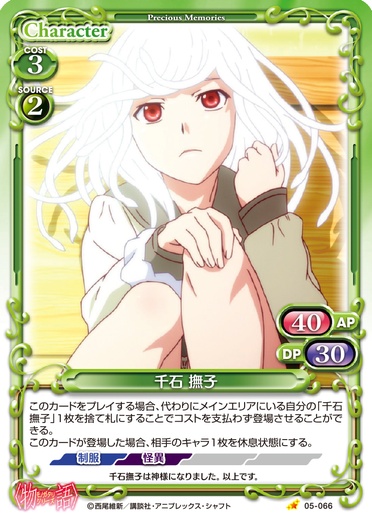 Precious Memories
Character
COST
3
SOURCE
2
40 AP
DP 30
千石 撫子
このカードをプレイする場合、代わりにメインエリアにいる自分の「千石
撫子」1枚を捨て札にすることでコストを支払わず登場させることがで
きる。
このカードが登場した場合、相手のキャラ1枚を休息状態にする。
制服 怪異
千石撫子は神様になりました。以上です。
物語
©西尾維新／講談社・アニプレックス・シャフト
05-066